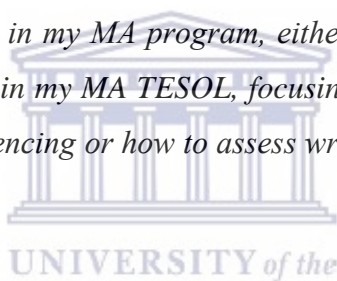 in my MA program, eithe
in my MA TESOL, focusin
encing or how to assess wr
UNIVERSITY of the